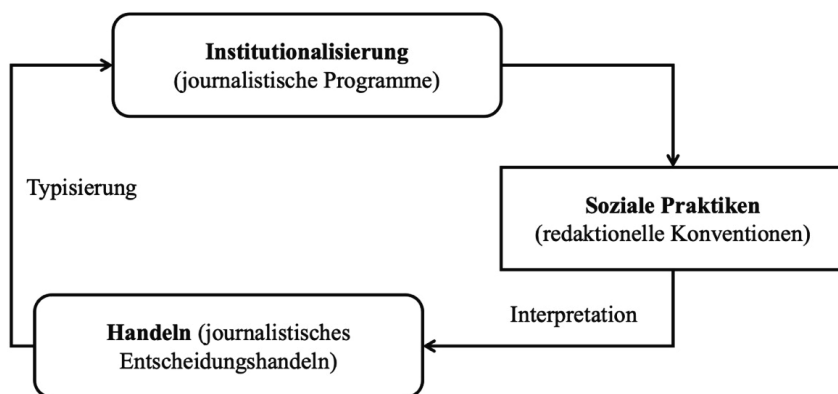 Institutionalisierung
(journalistische Programme)
Typisierung
Soziale Praktiken
(redaktionelle Konventionen)
Interpretation
Handeln (journalistisches
Entscheidungshandeln)